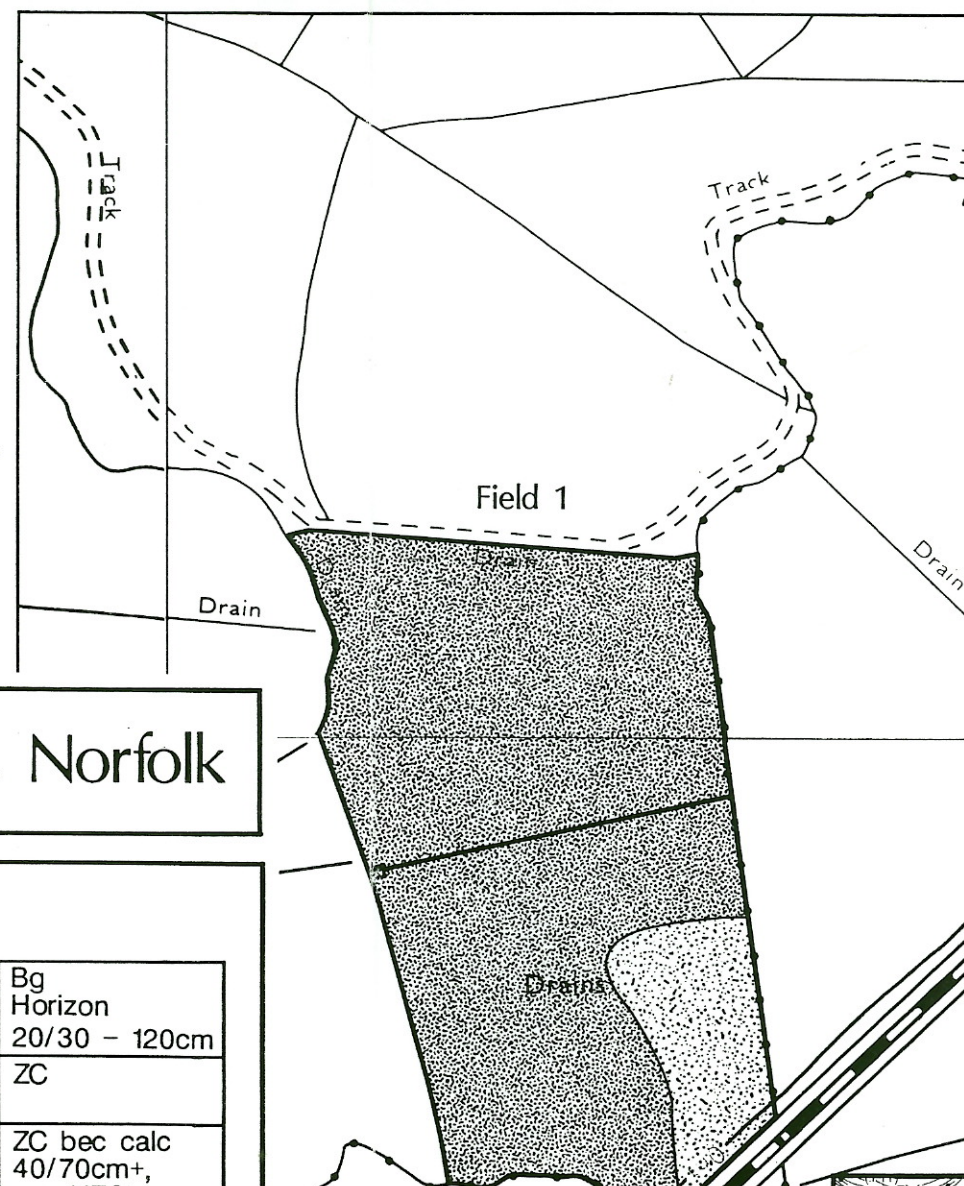 Track
Track
Field 1
Drain
Drain
Drain
Drain
Norfolk
Drains
Bg
Horizon
20/30 - 120cm
ZC
ZC bec calc
40/70cm+,